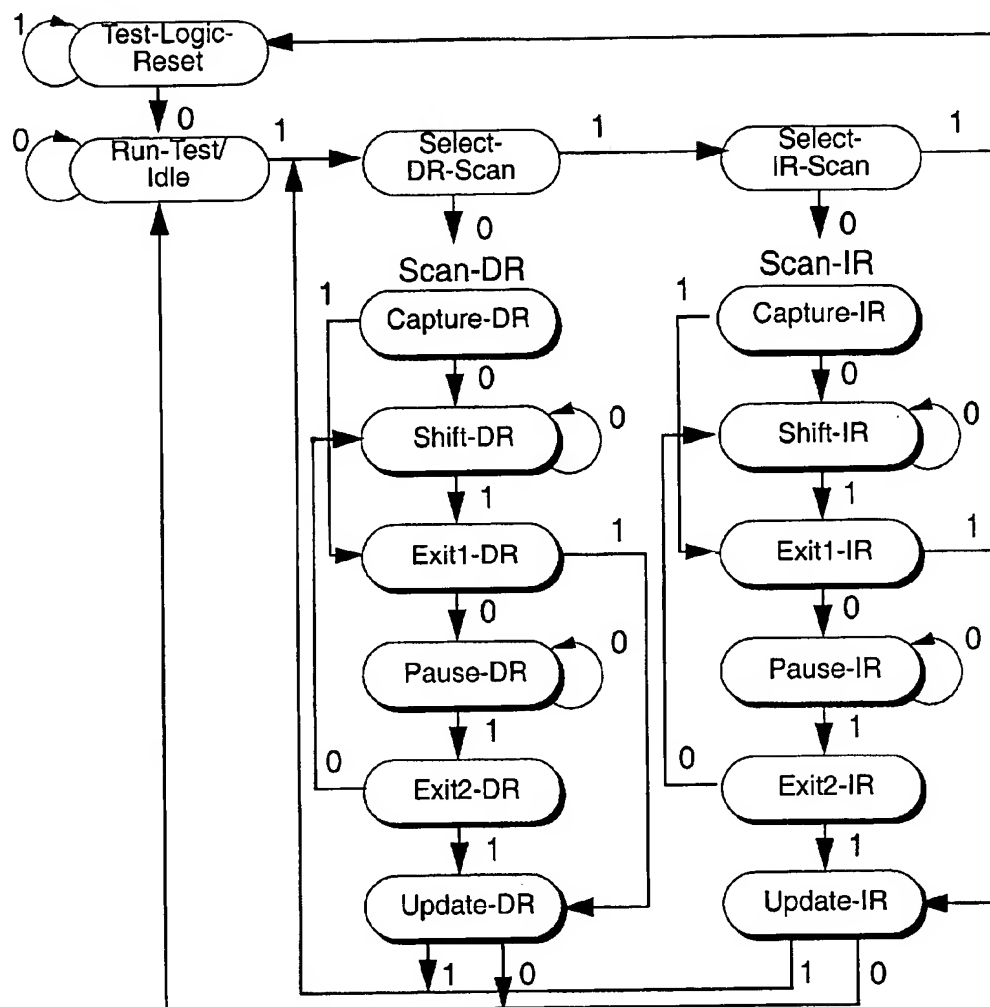 1
Test-Logic-
Reset
0
0
Run-Test/
Idle
1
Select-
DR-Scan
1
Select-
IR-Scan
1
0
0
Scan-DR
Scan-IR
1
Capture-DR
1
Capture-IR
0
0
Shift-DR
0
Shift-IR
0
1
1
Exit1-DR
1
Exit1-IR
1
0
0
Pause-DR
0
Pause-IR
0
1
1
0
Exit2-DR
0
Exit2-IR
1
1
Update-DR
Update-IR
1
0
1
0